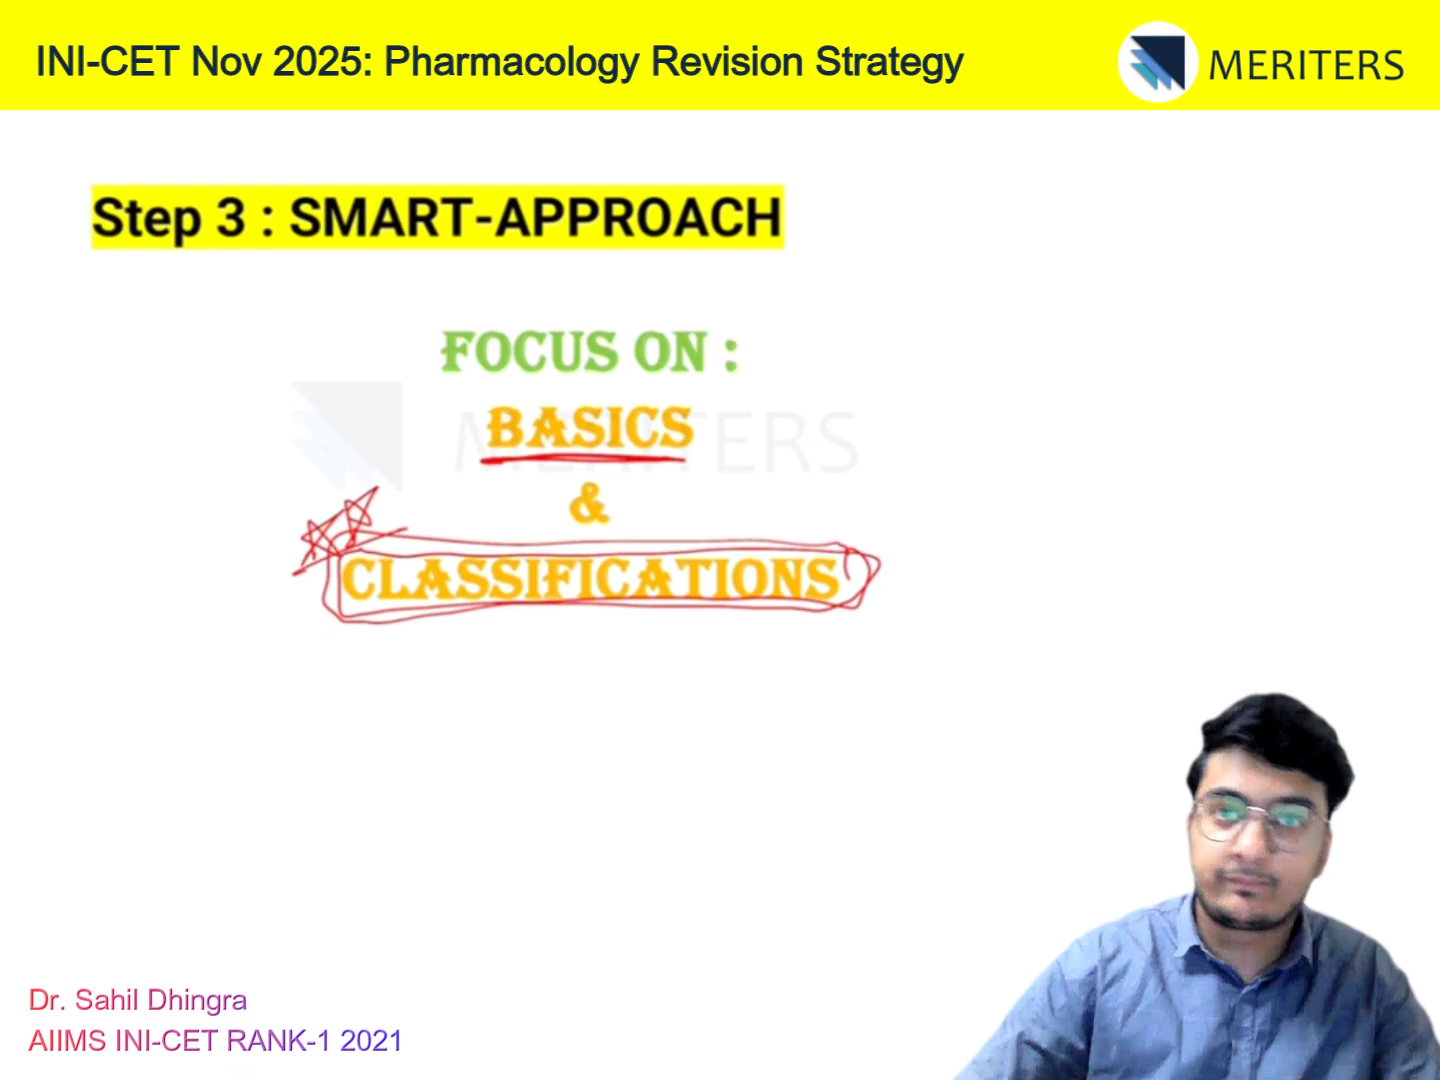 INI-CET Nov 2025: Pharmacology Revision Strategy
MERITERS
Step 3 : SMART-APPROACH
FOCUS ON :
BASICS
&
CLASSIFICATIONS
MERITERS
Dr. Sahil Dhingra
AIIMS INI-CET RANK-1 2021